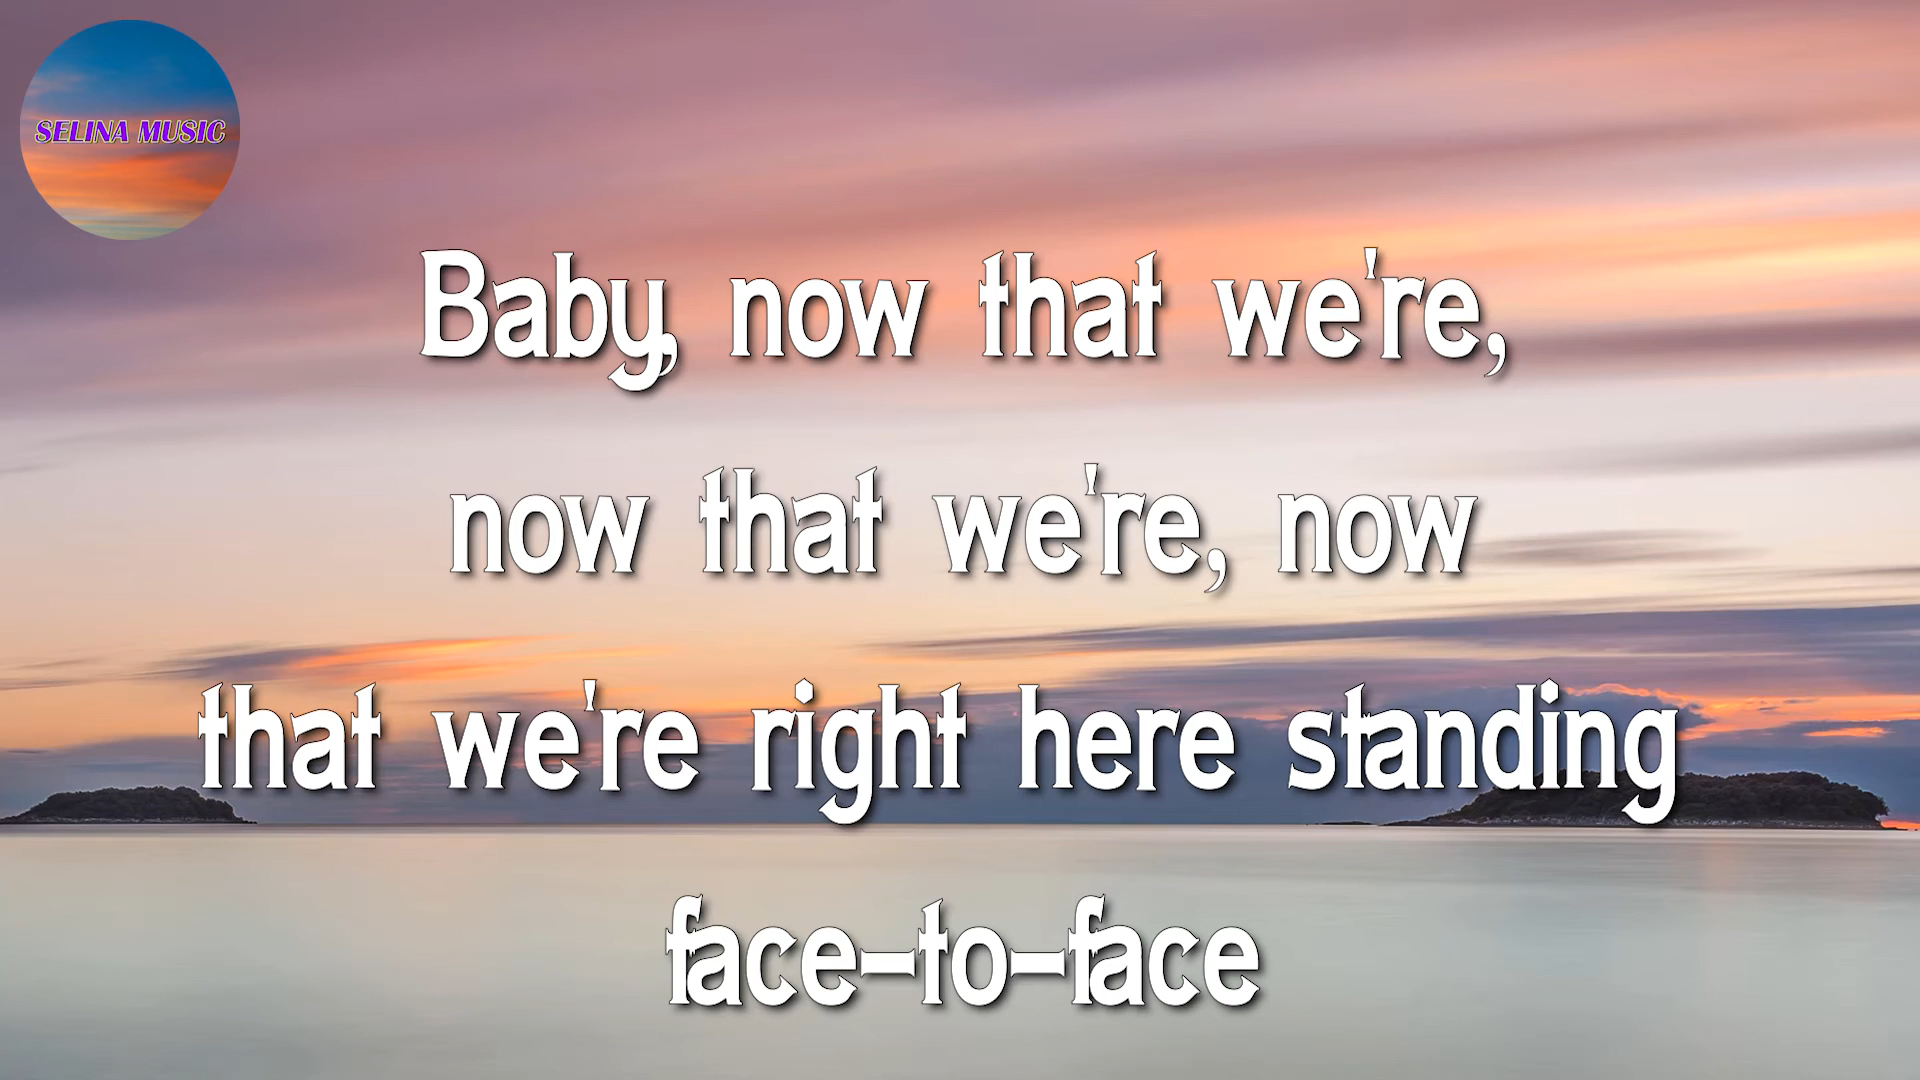 SELINA MUSIC
Baby, now that we're,
now that we're, now
that we're right here standing
face-to-face